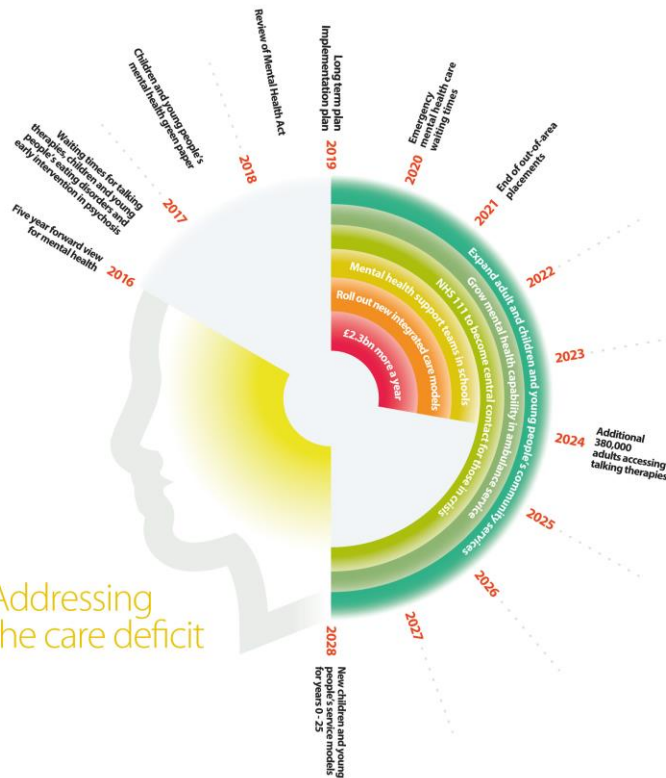 2016
Five year forward view
for mental health
2017
Waiting times for talking
therapies, children and young
people's eating disorders and
early intervention in psychosis
2018
Children and young people's
mental health green paper
Review of Mental Health Act
2019
Long term plan
Implementation plan
2020
Emergency
mental health care
waiting times
2021
End of out-of-area
placements
2022
2023
2024
Additional
380,000
adults accessing
talking therapies
2025
2026
2027
2028
New children and young
people's service models
for years 0 - 25
Expand adult and children and young people's community services
Grow mental health capability in ambulance service
NHS 111 to become central contact for those in crisis
Mental health support teams in schools
Roll out new integrated care models
£2.3bn more a year
Addressing
the care deficit